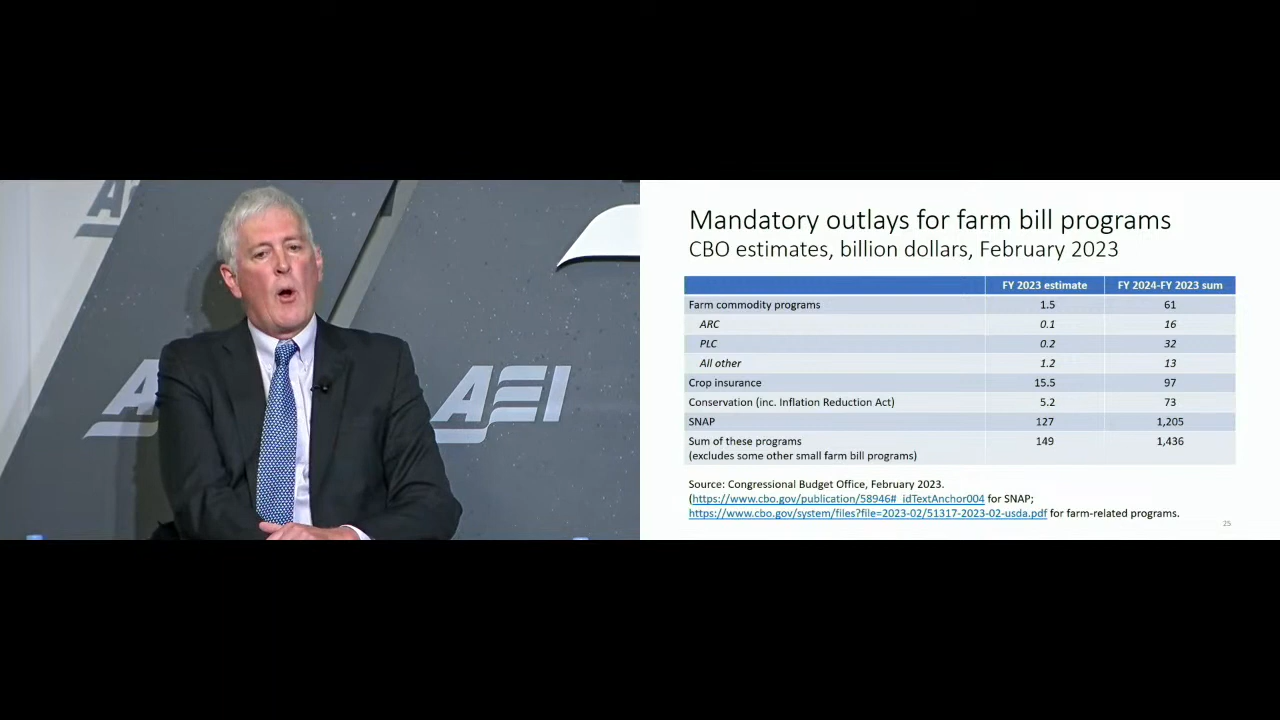 AEI
AEI
Mandatory outlays for farm bill programs
CBO estimates, billion dollars, February 2023
FY 2023 estimate FY 2024-FY 2023 sum
Farm commodity programs 1.5 61
ARC 0.1 16
PLC 0.2 32
All other 1.2 13
Crop insurance 15.5 97
Conservation (inc. Inflation Reduction Act) 5.2 73
SNAP 127 1,205
Sum of these programs 149 1,436
(excludes some other small farm bill programs)
Source: Congressional Budget Office, February 2023.
(https://www.cbo.gov/publication/58946#_idTextAnchor004 for SNAP;
https://www.cbo.gov/system/files?file=2023-02/51317-2023-02-usda.pdf for farm-related programs.
25